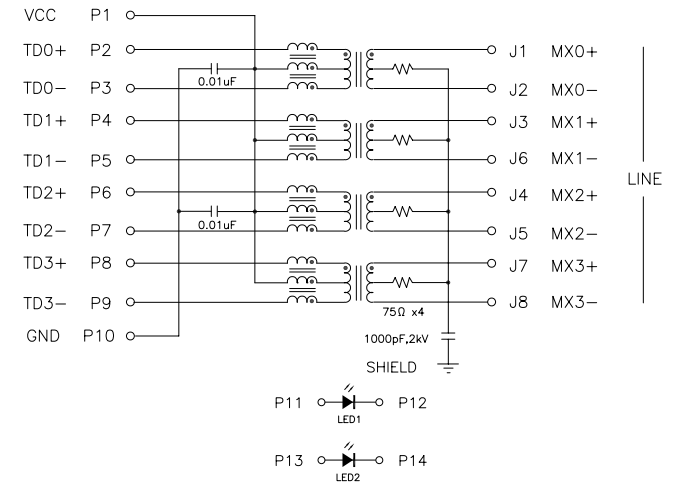 VCC P1
TD0+ P2 J1 MX0+
0.01uF
TD0− P3 J2 MX0−
TD1+ P4 J3 MX1+
TD1− P5 J6 MX1−
LINE
TD2+ P6 J4 MX2+
0.01uF
TD2− P7 J5 MX2−
TD3+ P8 J7 MX3+
TD3− P9 J8 MX3−
75Ω x4
GND P10
1000pF,2kV
SHIELD
P11 P12
LED1
P13 P14
LED2